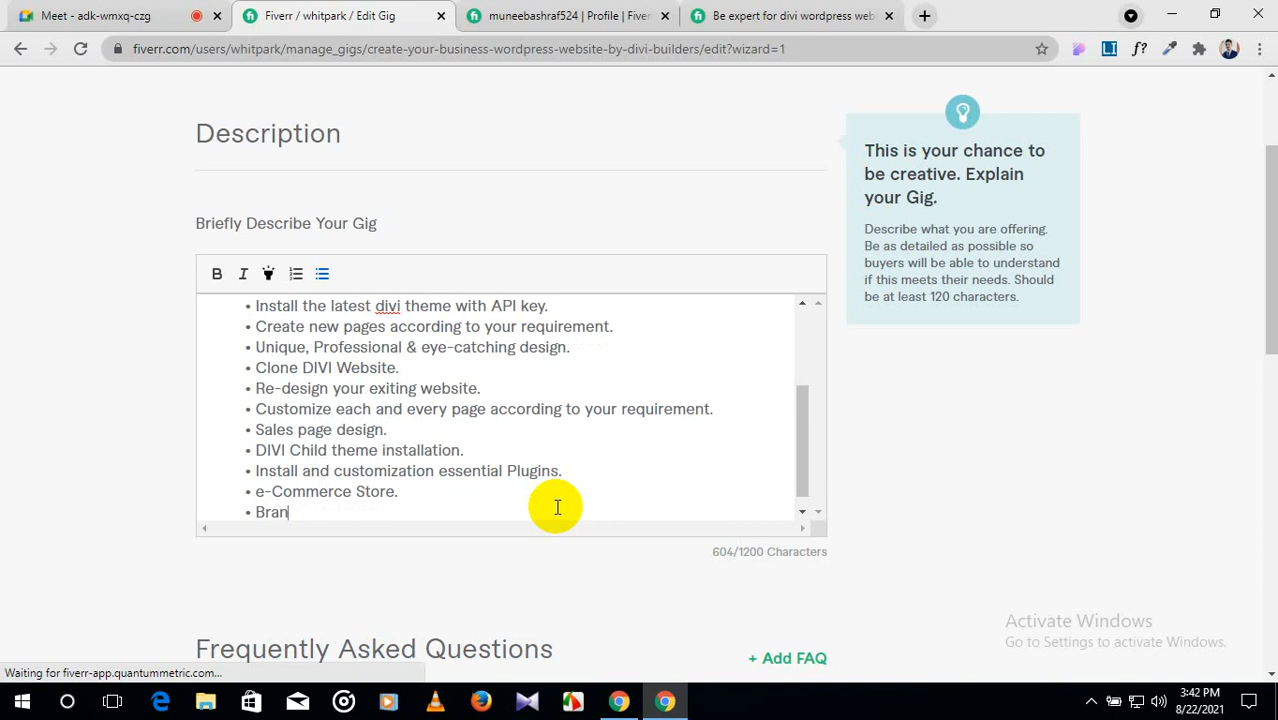 Meet - adk-wmxq-czg
Fiverr / whitpark / Edit Gig
muneebashraf524 | Profile | Fiverr
Be expert for divi wordpress web
fiverr.com/users/whitpark/manage_gigs/create-your-business-wordpress-website-by-divi-builders/edit?wizard=1
Description
Briefly Describe Your Gig
B I
• Install the latest divi theme with API key.
• Create new pages according to your requirement.
• Unique, Professional & eye-catching design.
• Clone DIVI Website.
• Re-design your exiting website.
• Customize each and every page according to your requirement.
• Sales page design.
• DIVI Child theme installation.
• Install and customization essential Plugins.
• e-Commerce Store.
• Bran
604/1200 Characters
This is your chance to
be creative. Explain
your Gig.
Describe what you are offering.
Be as detailed as possible so
buyers will be able to understand
if this meets their needs. Should
be at least 120 characters.
Frequently Asked Questions
+ Add FAQ
Activate Windows
Go to Settings to activate Windows.
Waiting for fiverr-app.quantummetric.com...
3:42 PM
8/22/2021